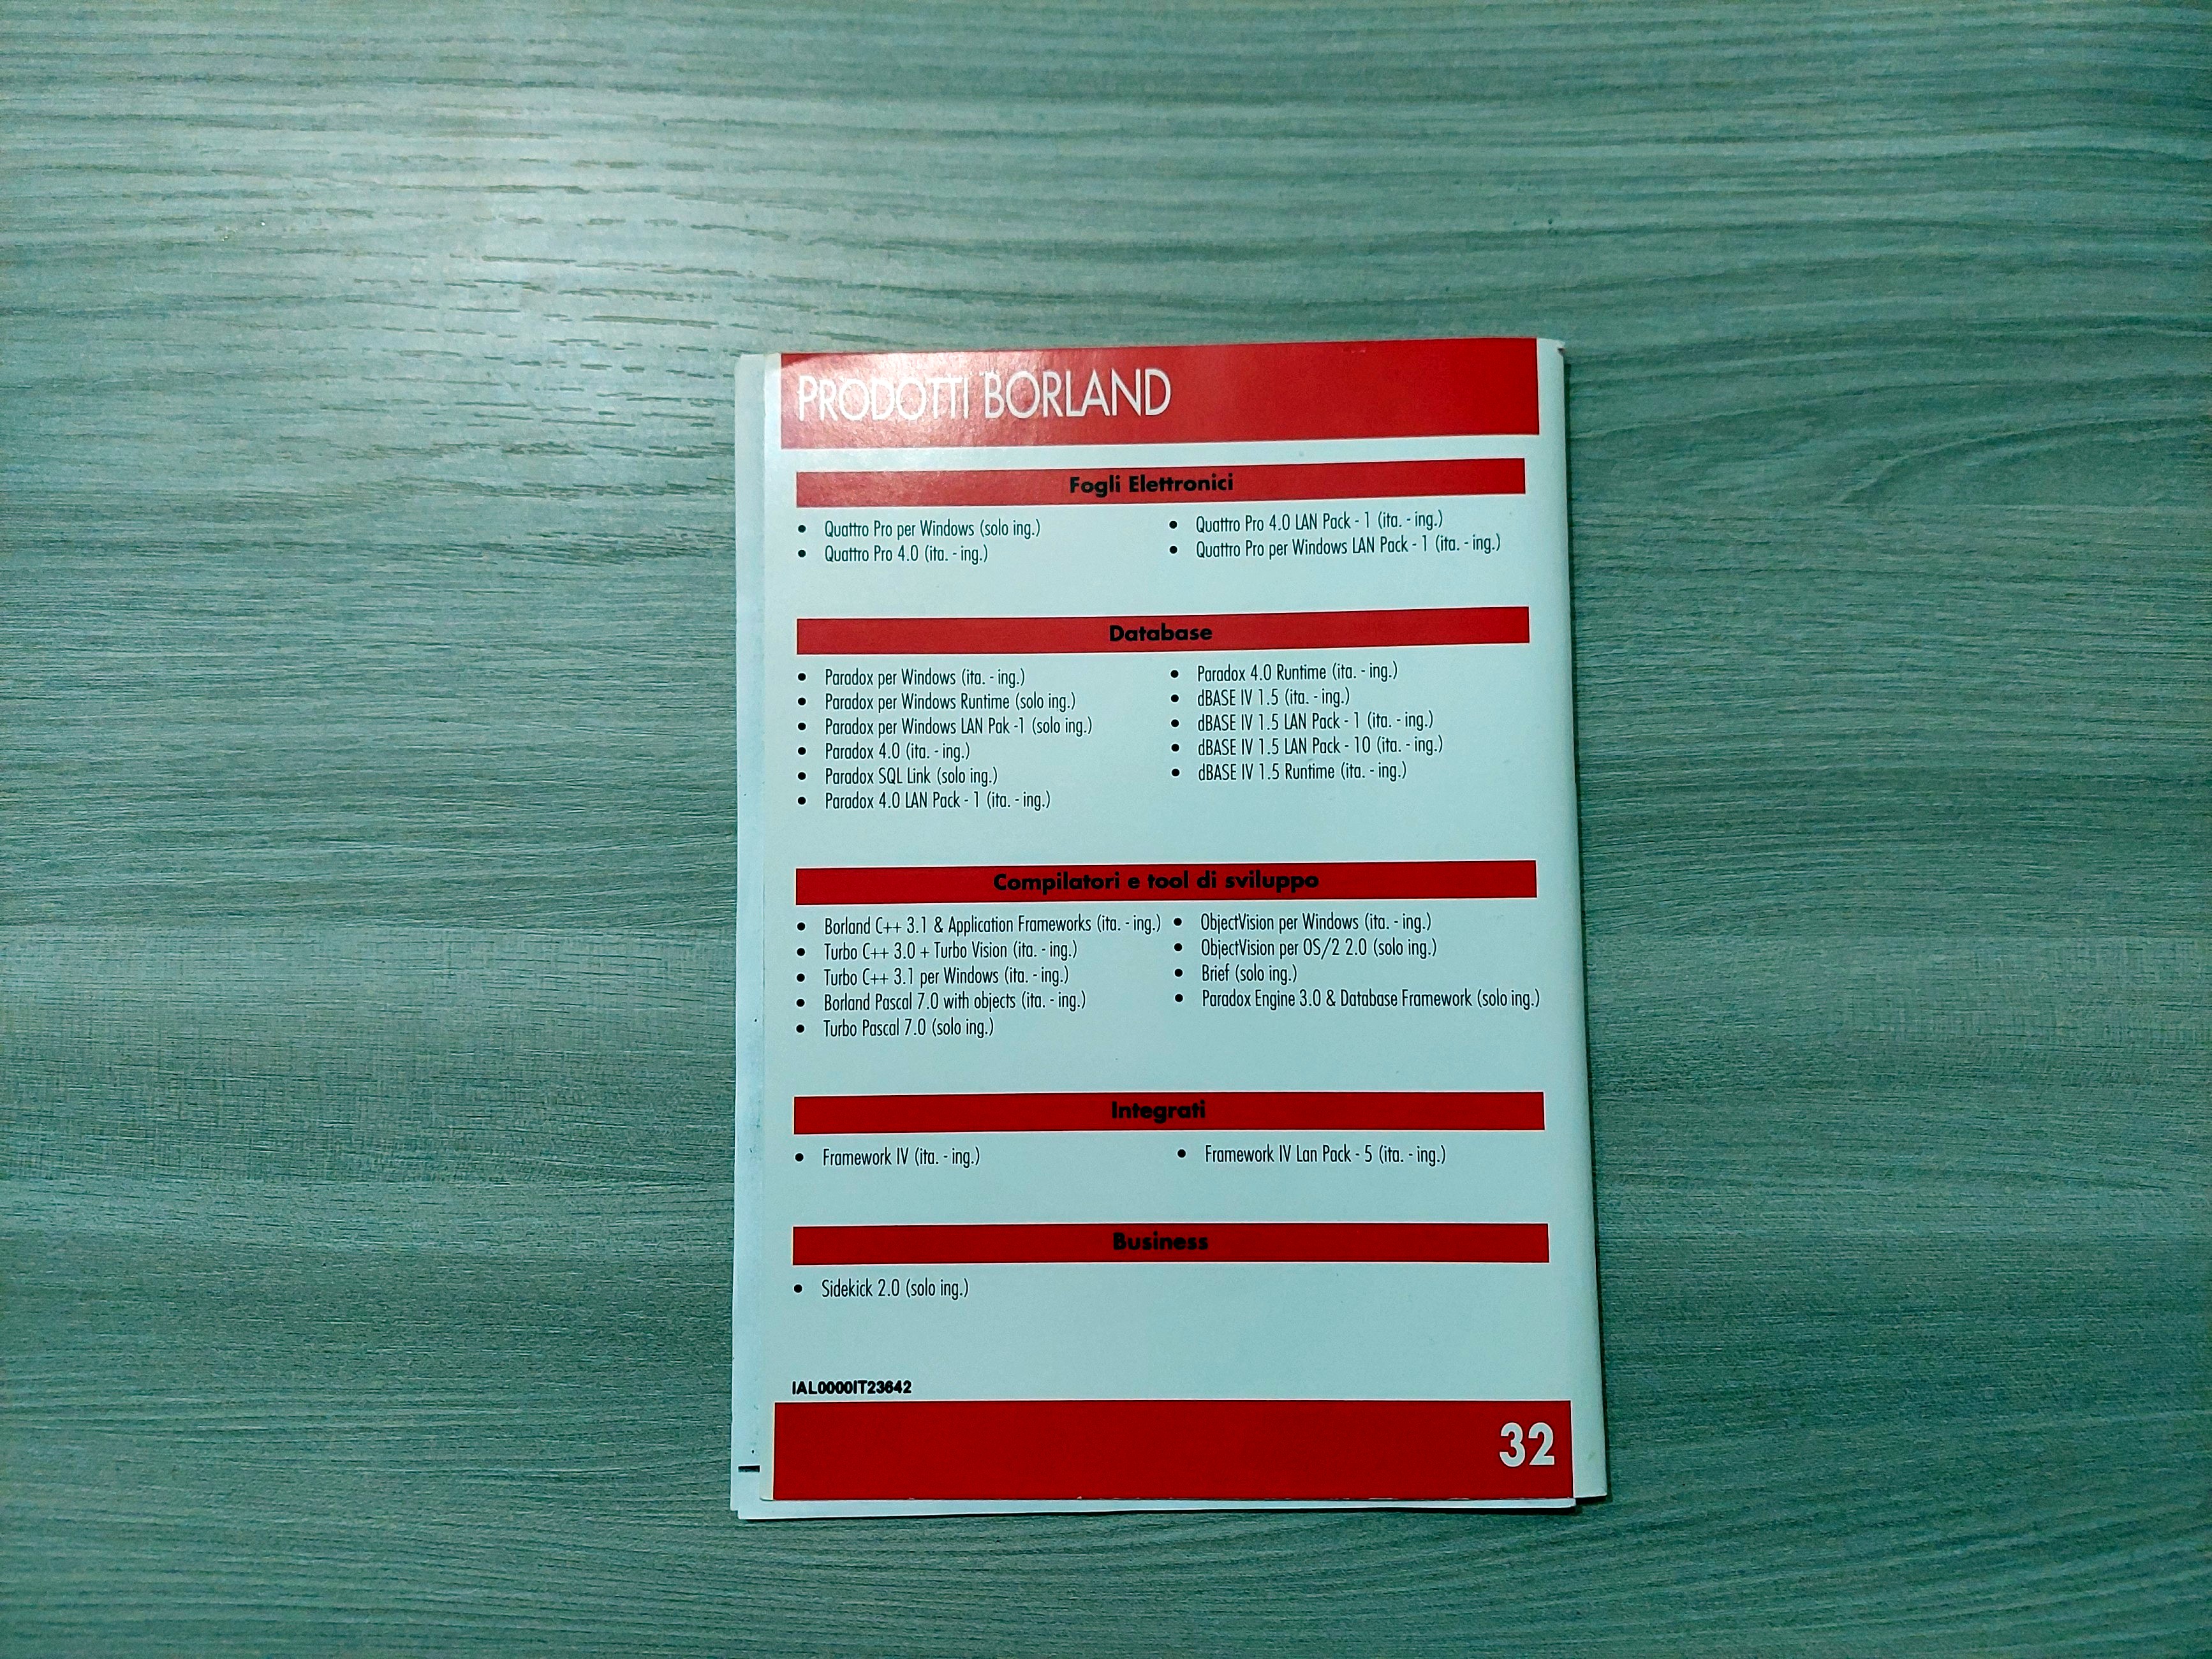 PRODOTTI BORLAND
Fogli Elettronici
• Quattro Pro per Windows (solo ing.)
• Quattro Pro 4.0 (ita. - ing.)
• Quattro Pro 4.0 LAN Pack - 1 (ita. - ing.)
• Quattro Pro per Windows LAN Pack - 1 (ita. - ing.)
Database
• Paradox per Windows (ita. - ing.)
• Paradox per Windows Runtime (solo ing.)
• Paradox per Windows LAN Pak -1 (solo ing.)
• Paradox 4.0 (ita. - ing.)
• Paradox SQL Link (solo ing.)
• Paradox 4.0 LAN Pack - 1 (ita. - ing.)
• Paradox 4.0 Runtime (ita. - ing.)
• dBASE IV 1.5 (ita. - ing.)
• dBASE IV 1.5 LAN Pack - 1 (ita. - ing.)
• dBASE IV 1.5 LAN Pack - 10 (ita. - ing.)
• dBASE IV 1.5 Runtime (ita. - ing.)
Compilatori e tool di sviluppo
• Borland C++ 3.1 & Application Frameworks (ita. - ing.)
• Turbo C++ 3.0 + Turbo Vision (ita. - ing.)
• Turbo C++ 3.1 per Windows (ita. - ing.)
• Borland Pascal 7.0 with objects (ita. - ing.)
• Turbo Pascal 7.0 (solo ing.)
• ObjectVision per Windows (ita. - ing.)
• ObjectVision per OS/2 2.0 (solo ing.)
• Brief (solo ing.)
• Paradox Engine 3.0 & Database Framework (solo ing.)
Integrati
• Framework IV (ita. - ing.)
• Framework IV Lan Pack - 5 (ita. - ing.)
Business
• Sidekick 2.0 (solo ing.)
IAL0000IT23642
32